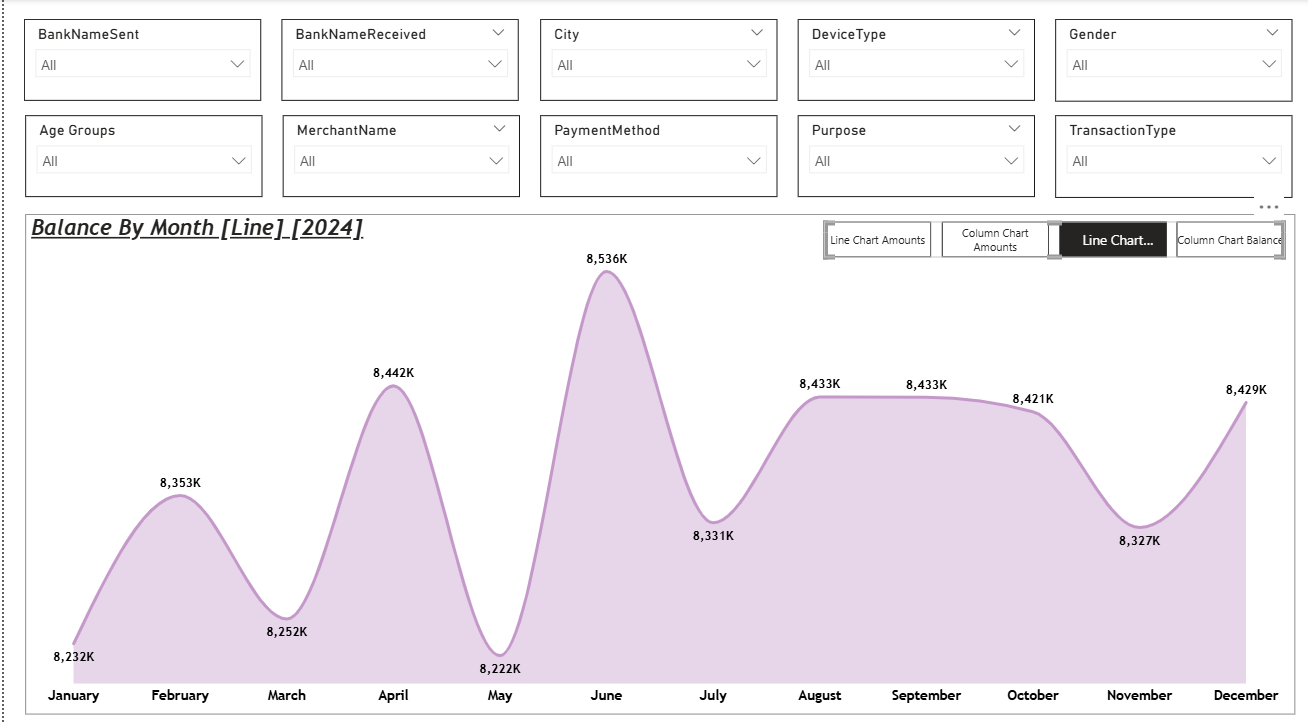 BankNameSent
BankNameReceived
City
DeviceType
Gender
All
All
All
All
All
Age Groups
MerchantName
PaymentMethod
Purpose
TransactionType
All
All
All
All
All
Balance By Month [Line] [2024]
Line Chart Amounts
Column Chart
Amounts
Line Chart...
Column Chart Balance
8,536K
8,442K
8,433K
8,433K
8,429K
8,421K
8,353K
8,331K
8,327K
8,252K
8,232K
8,222K
January
February
March
April
May
June
July
August
September
October
November
December